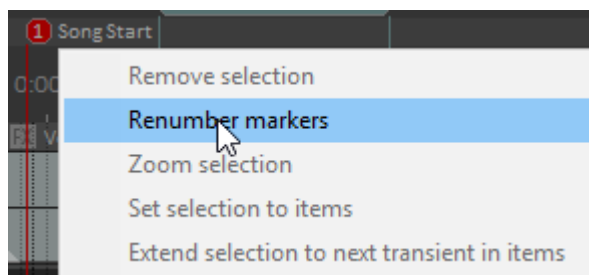 1 Song Start
Remove selection
0:00
Renumber markers
FX V
Zoom selection
Set selection to items
Extend selection to next transient in items